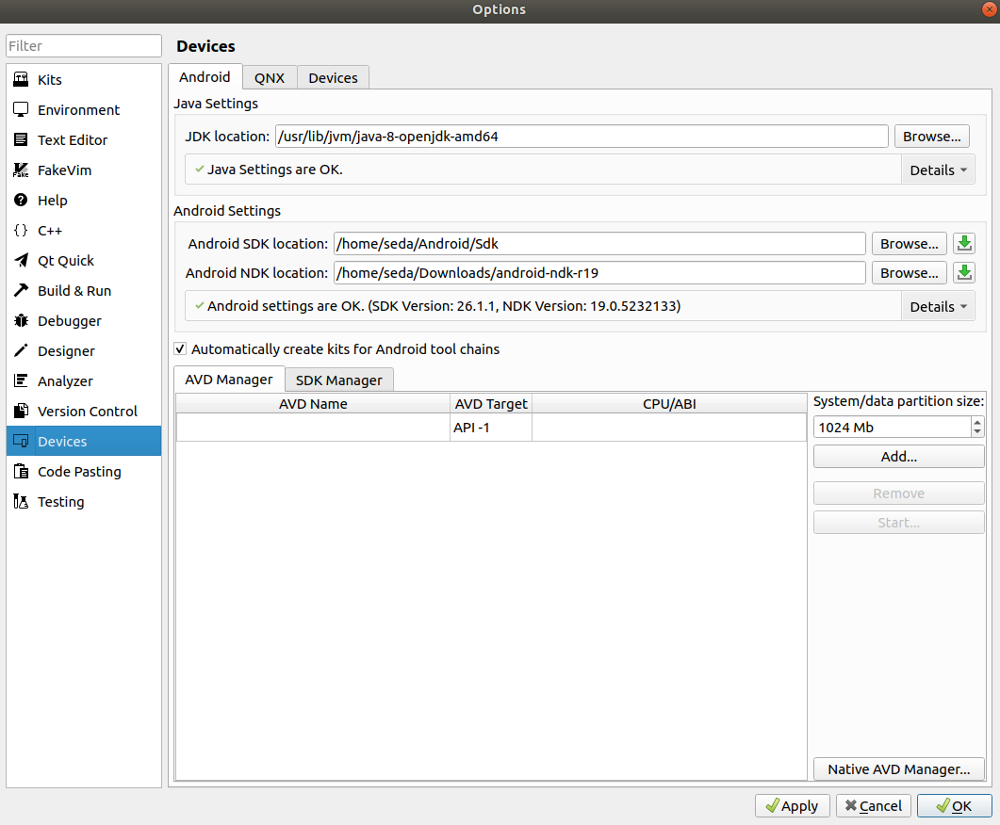 Options
Filter
Kits
Environment
Text Editor
FakeVim
Help
C++
Qt Quick
Build & Run
Debugger
Designer
Analyzer
Version Control
Devices
Code Pasting
Testing
Devices
Android QNX Devices
Java Settings
JDK location: /usr/lib/jvm/java-8-openjdk-amd64 Browse...
Java Settings are OK. Details
Android Settings
Android SDK location: /home/seda/Android/Sdk Browse...
Android NDK location: /home/seda/Downloads/android-ndk-r19 Browse...
Android settings are OK. (SDK Version: 26.1.1, NDK Version: 19.0.5232133) Details
Automatically create kits for Android tool chains
AVD Manager SDK Manager
AVD Name AVD Target CPU/ABI
API -1
System/data partition size:
1024 Mb
Add...
Remove
Start...
Native AVD Manager...
Apply Cancel OK